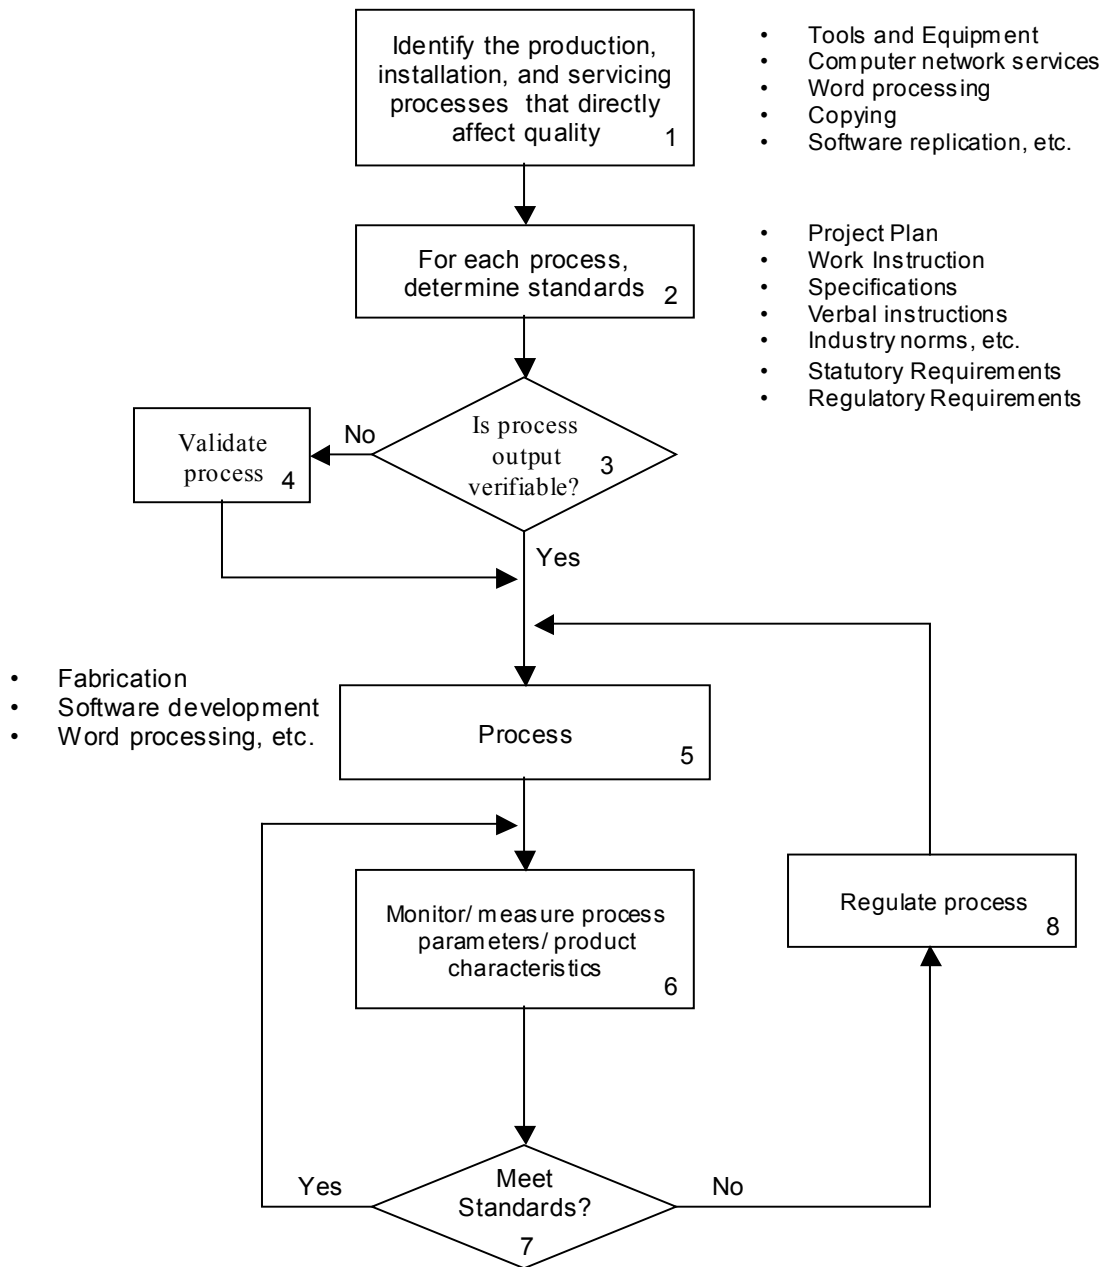 Identify the production,
installation, and servicing
processes that directly
affect quality
1
• Tools and Equipment
• Computer network services
• Word processing
• Copying
• Software replication, etc.
For each process,
determine standards
2
• Project Plan
• Work Instruction
• Specifications
• Verbal instructions
• Industry norms, etc.
• Statutory Requirements
• Regulatory Requirements
Is process
output
verifiable?
3
No
Validate
process
4
Yes
• Fabrication
• Software development
• Word processing, etc.
Process
5
Monitor/ measure process
parameters/ product
characteristics
6
Regulate process
8
Meet
Standards?
7
Yes
No